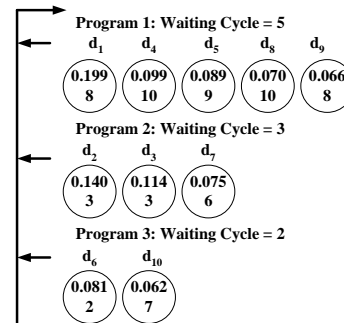 Program 1: Waiting Cycle = 5
d1 d4 d5 d8 d9
0.199 0.099 0.089 0.070 0.066
8 10 9 10 8
Program 2: Waiting Cycle = 3
d2 d3 d7
0.140 0.114 0.075
3 3 6
Program 3: Waiting Cycle = 2
d6 d10
0.081 0.062
2 7